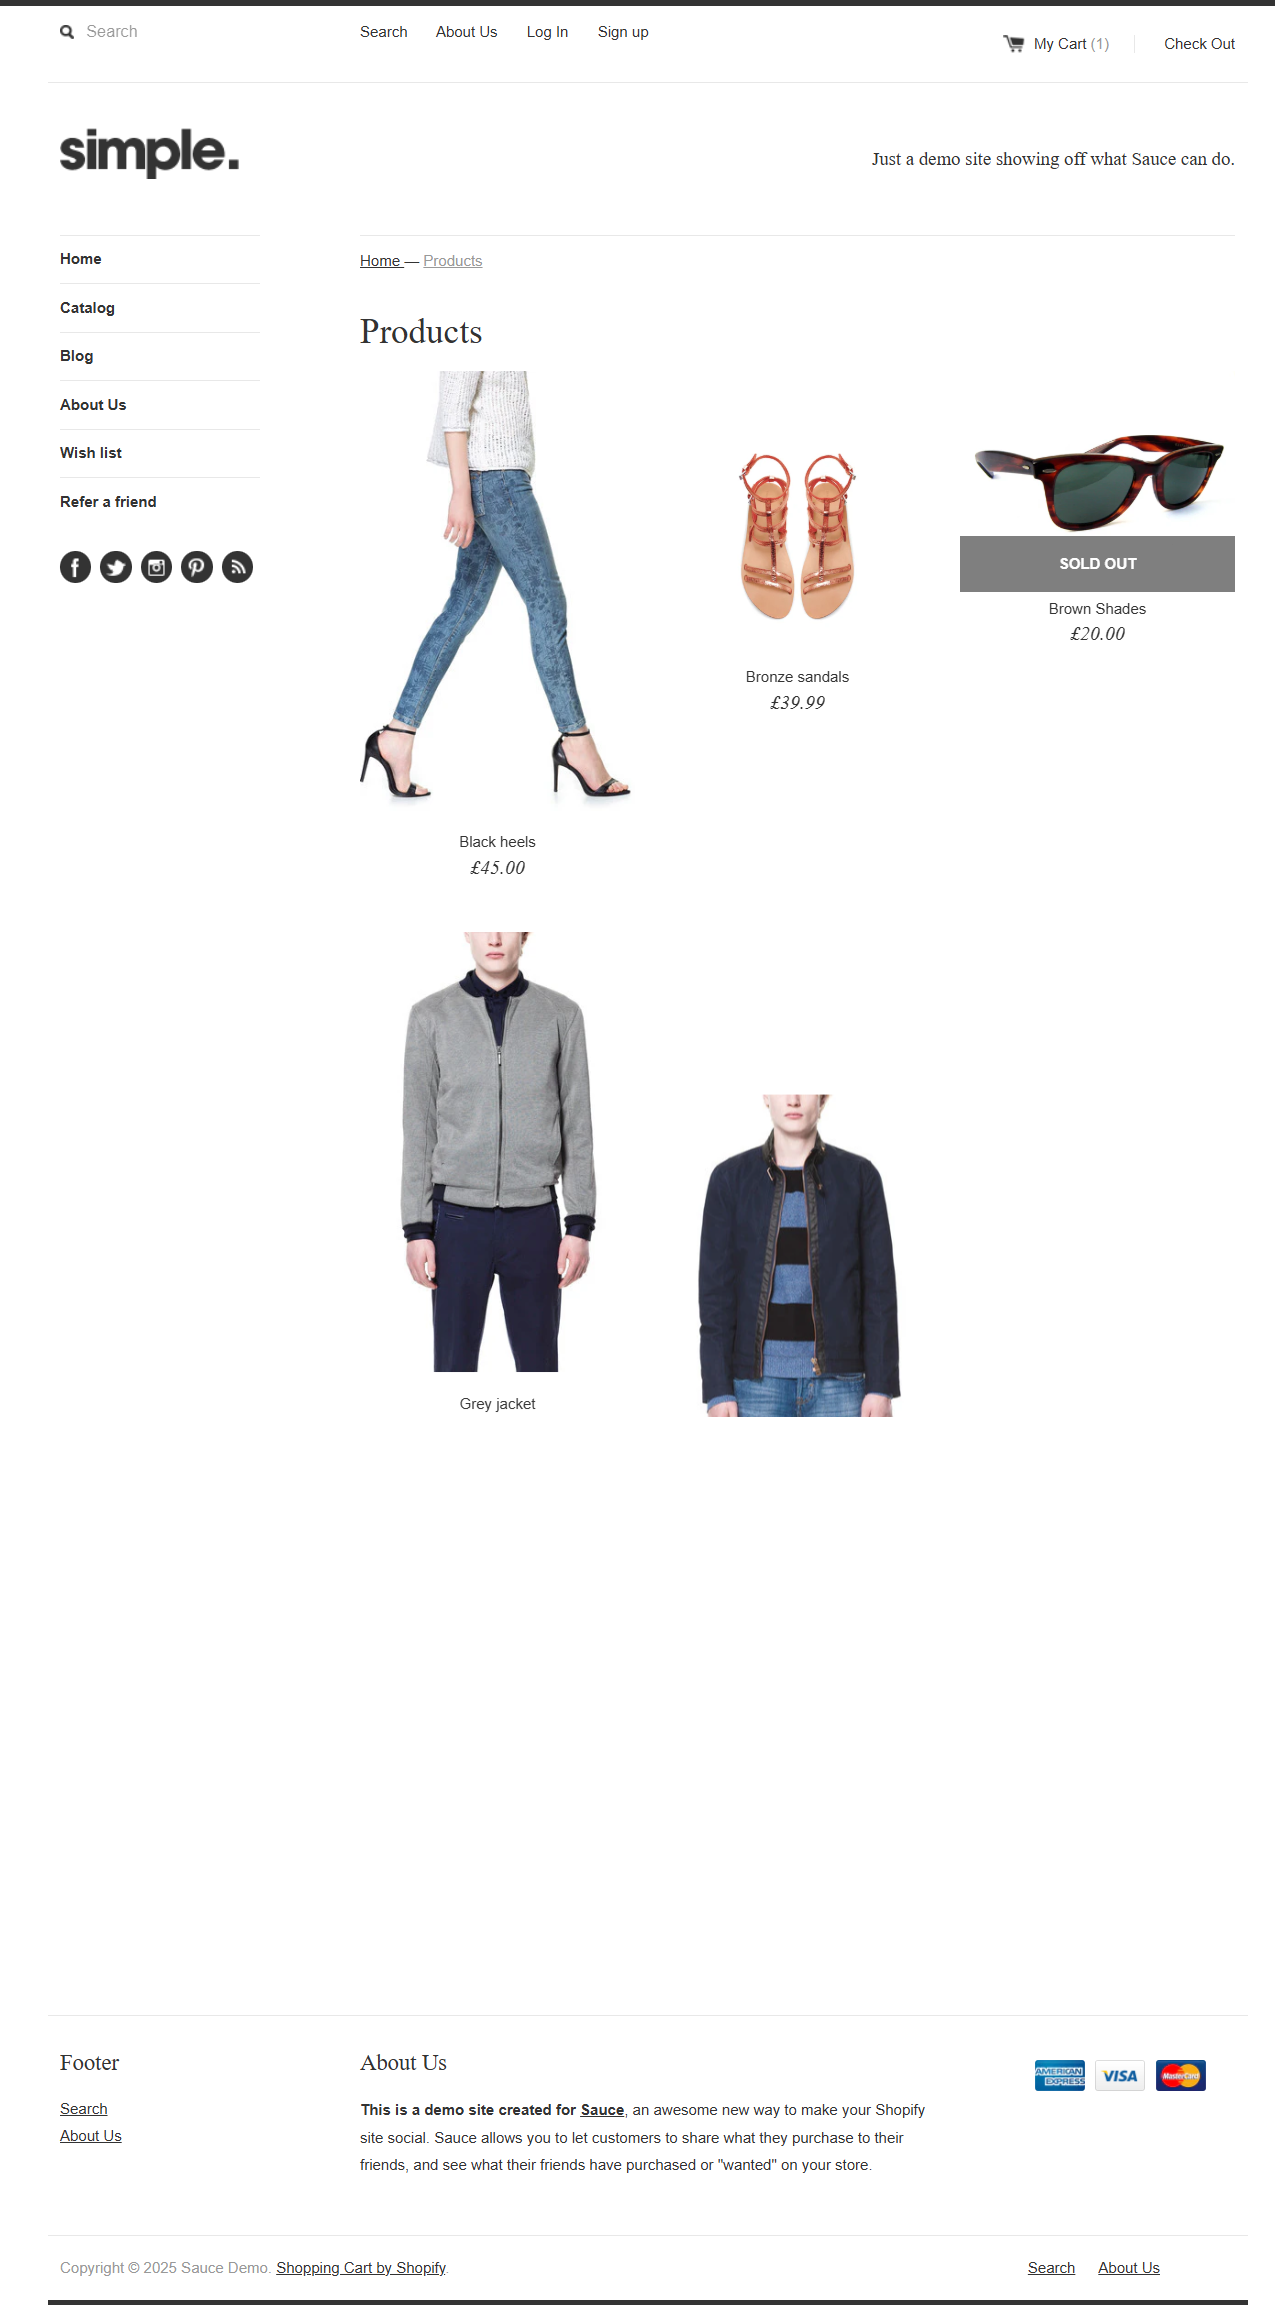 Search
Search About Us Log In Sign up
My Cart (1) Check Out
simple.
Just a demo site showing off what Sauce can do.
Home
Catalog
Blog
About Us
Wish list
Refer a friend
Home — Products
Products
Black heels
£45.00
Bronze sandals
£39.99
SOLD OUT
Brown Shades
£20.00
Grey jacket
Footer
Search
About Us
About Us
This is a demo site created for Sauce, an awesome new way to make your Shopify
site social. Sauce allows you to let customers to share what they purchase to their
friends, and see what their friends have purchased or "wanted" on your store.
AMERICAN
EXPRESS
VISA
MasterCard
Copyright © 2025 Sauce Demo. Shopping Cart by Shopify.
Search About Us